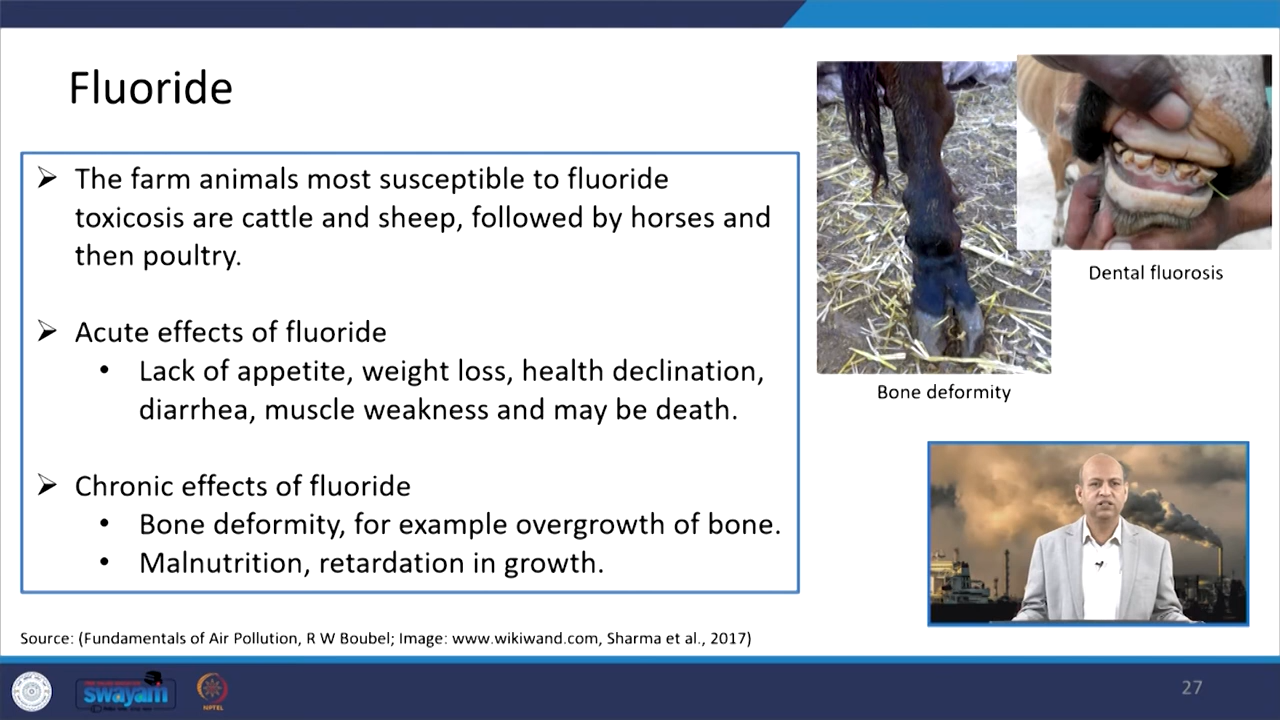 Fluoride
➢ The farm animals most susceptible to fluoride
toxicosis are cattle and sheep, followed by horses and
then poultry.
➢ Acute effects of fluoride
• Lack of appetite, weight loss, health declination,
diarrhea, muscle weakness and may be death.
➢ Chronic effects of fluoride
• Bone deformity, for example overgrowth of bone.
• Malnutrition, retardation in growth.
Dental fluorosis
Bone deformity
Source: (Fundamentals of Air Pollution, R W Boubel; Image: www.wikiwand.com, Sharma et al., 2017)
swayam
NPTEL
27